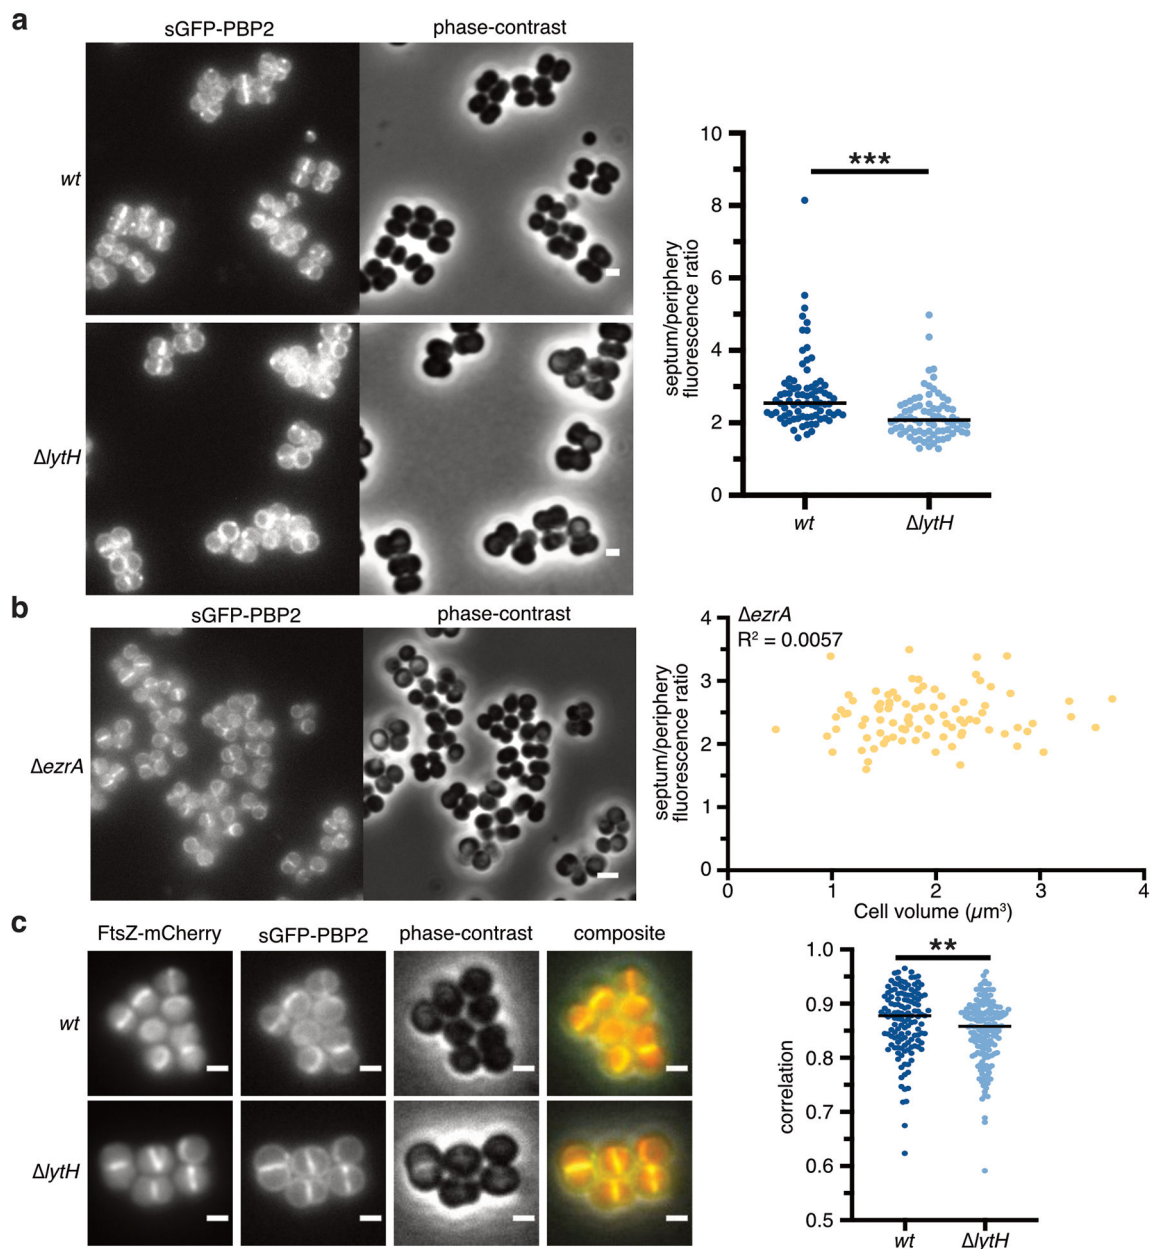 a
sGFP-PBP2
phase-contrast
wt
ΔlytH
10
8
6
4
2
0
septum/periphery
fluorescence ratio
***
wt
ΔlytH
b
sGFP-PBP2
phase-contrast
ΔezrA
ΔezrA
R² = 0.0057
4
3
2
1
0
septum/periphery
fluorescence ratio
0
1
2
3
4
Cell volume (µm³)
c
FtsZ-mCherry
sGFP-PBP2
phase-contrast
composite
wt
ΔlytH
1.0
0.9
0.8
0.7
0.6
0.5
correlation
**
wt
ΔlytH